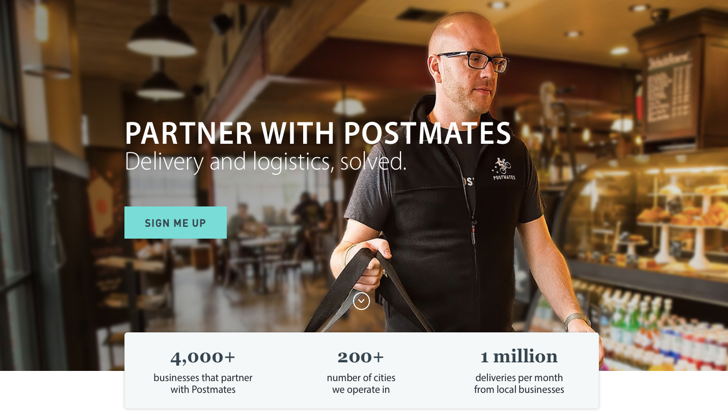 PARTNER WITH POSTMATES
Delivery and logistics, solved.
POSTMATES
SIGN ME UP
4,000+
businesses that partner
with Postmates
200+
number of cities
we operate in
1 million
deliveries per month
from local businesses